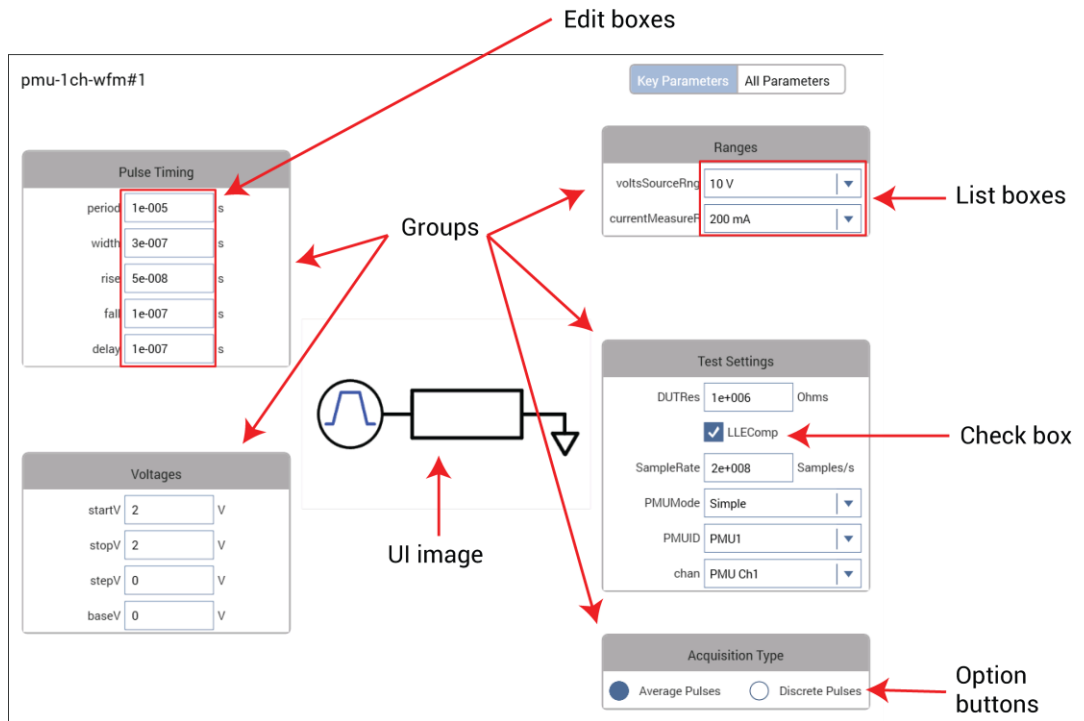 Edit boxes
pmu-1ch-wfm#1
Key Parameters All Parameters
Pulse Timing
period 1e-005 s
width 3e-007 s
rise 5e-008 s
fall 1e-007 s
delay 1e-007 s
Groups
Ranges
voltsSourceRng 10 V
currentMeasureR 200 mA
List boxes
Test Settings
DUTRes 1e+006 Ohms
LLEComp
SampleRate 2e+008 Samples/s
PMUMode Simple
PMUID PMU1
chan PMU Ch1
Check box
Voltages
startV 2 V
stopV 2 V
stepV 0 V
baseV 0 V
UI image
Acquisition Type
Average Pulses Discrete Pulses
Option
buttons